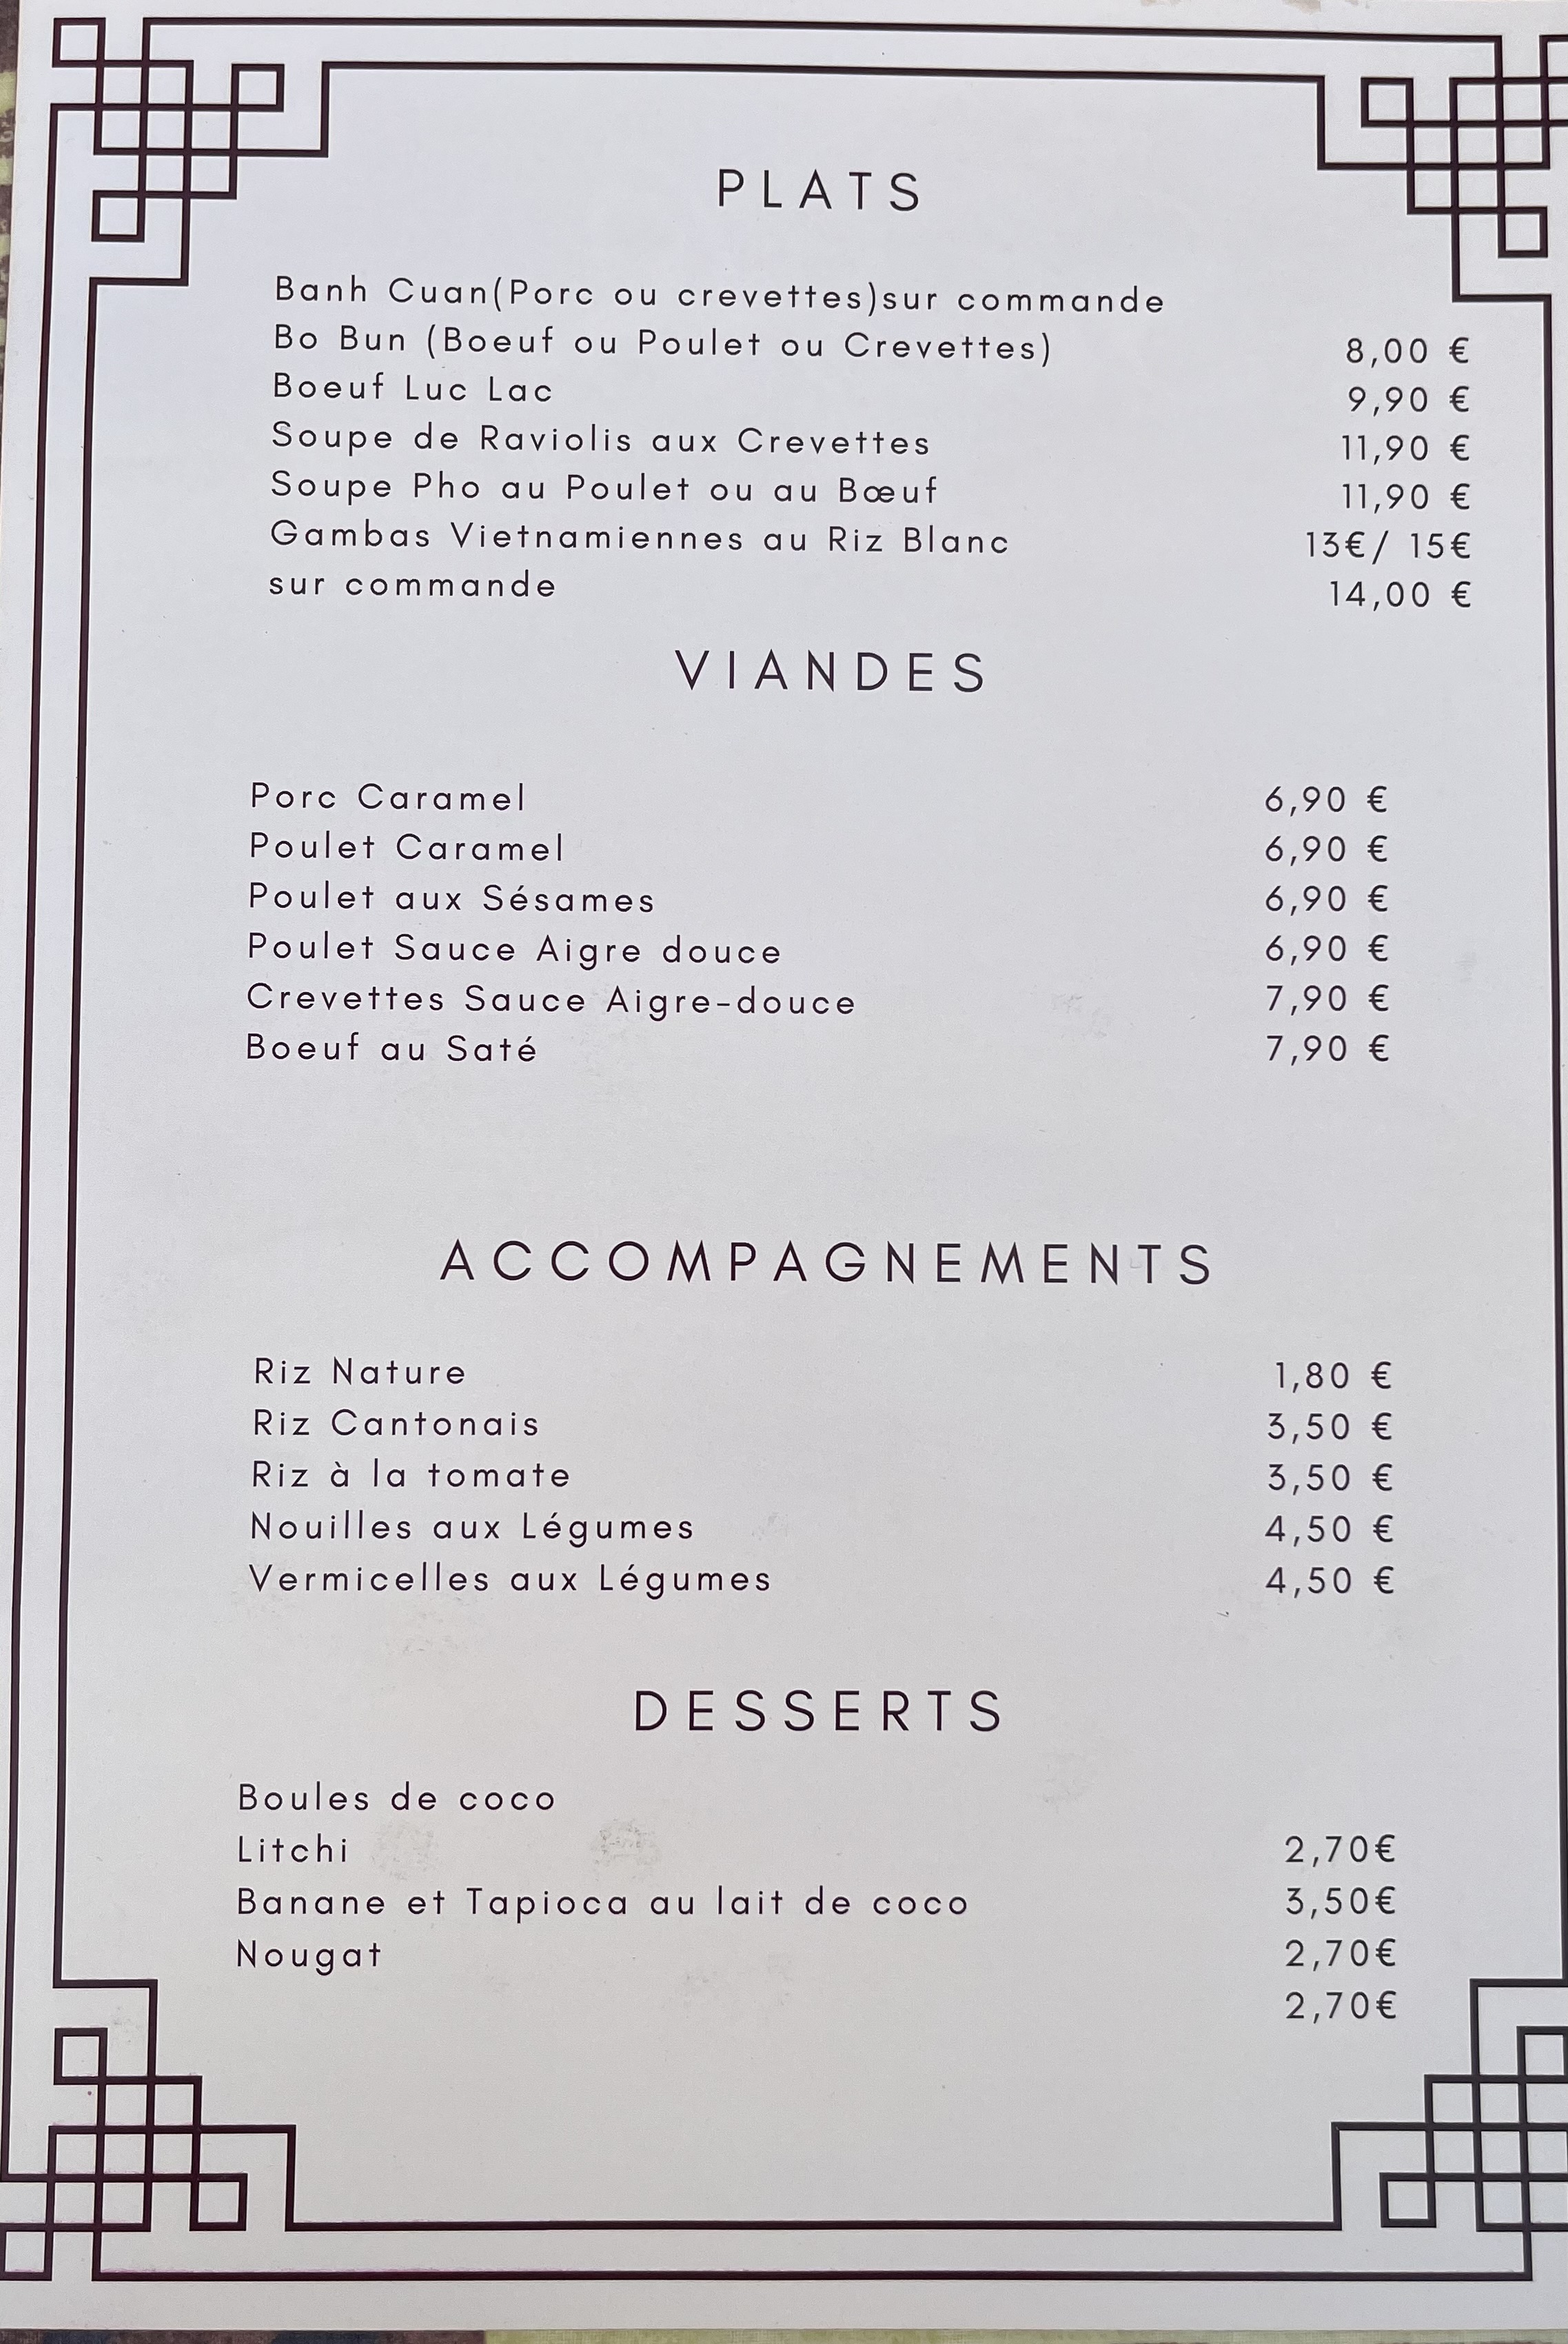 PLATS
Banh Cuan(Porc ou crevettes)sur commande
Bo Bun (Boeuf ou Poulet ou Crevettes) 8,00 €
Boeuf Luc Lac 9,90 €
Soupe de Raviolis aux Crevettes 11,90 €
Soupe Pho au Poulet ou au Bœuf 11,90 €
Gambas Vietnamiennes au Riz Blanc 13€/ 15€
sur commande 14,00 €
VIANDES
Porc Caramel 6,90 €
Poulet Caramel 6,90 €
Poulet aux Sésames 6,90 €
Poulet Sauce Aigre douce 6,90 €
Crevettes Sauce Aigre-douce 7,90 €
Boeuf au Saté 7,90 €
ACCOMPAGNEMENTS
Riz Nature 1,80 €
Riz Cantonais 3,50 €
Riz à la tomate 3,50 €
Nouilles aux Légumes 4,50 €
Vermicelles aux Légumes 4,50 €
DESSERTS
Boules de coco
Litchi 2,70€
Banane et Tapioca au lait de coco 3,50€
Nougat 2,70€
2,70€